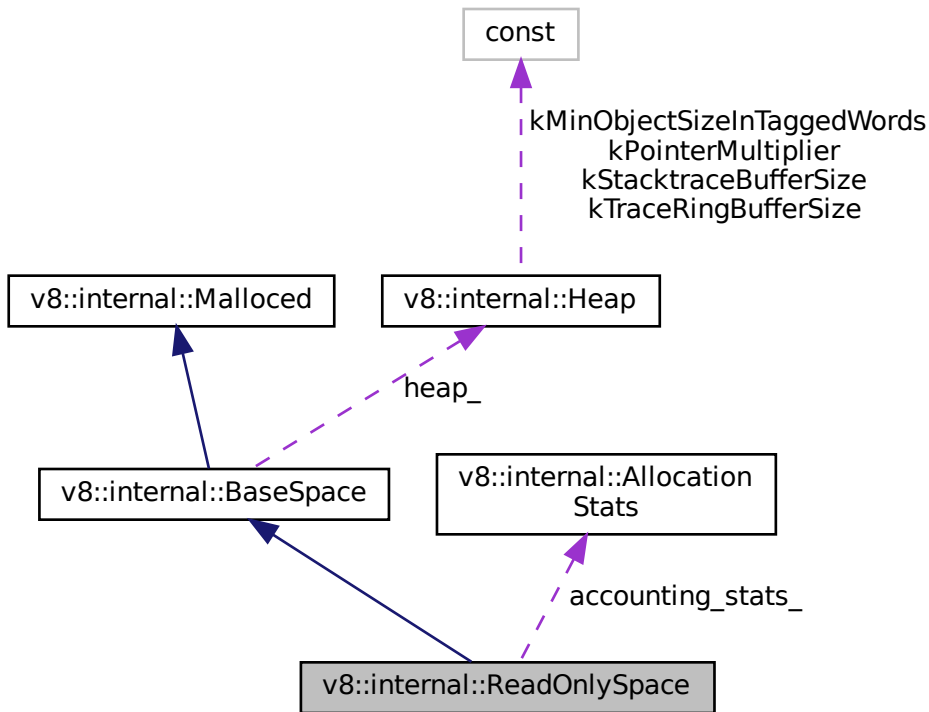 const
kMinObjectSizeInTaggedWords
kPointerMultiplier
kStacktraceBufferSize
kTraceRingBufferSize
v8::internal::Malloced
v8::internal::Heap
heap_
v8::internal::BaseSpace
v8::internal::Allocation
Stats
accounting_stats_
v8::internal::ReadOnlySpace